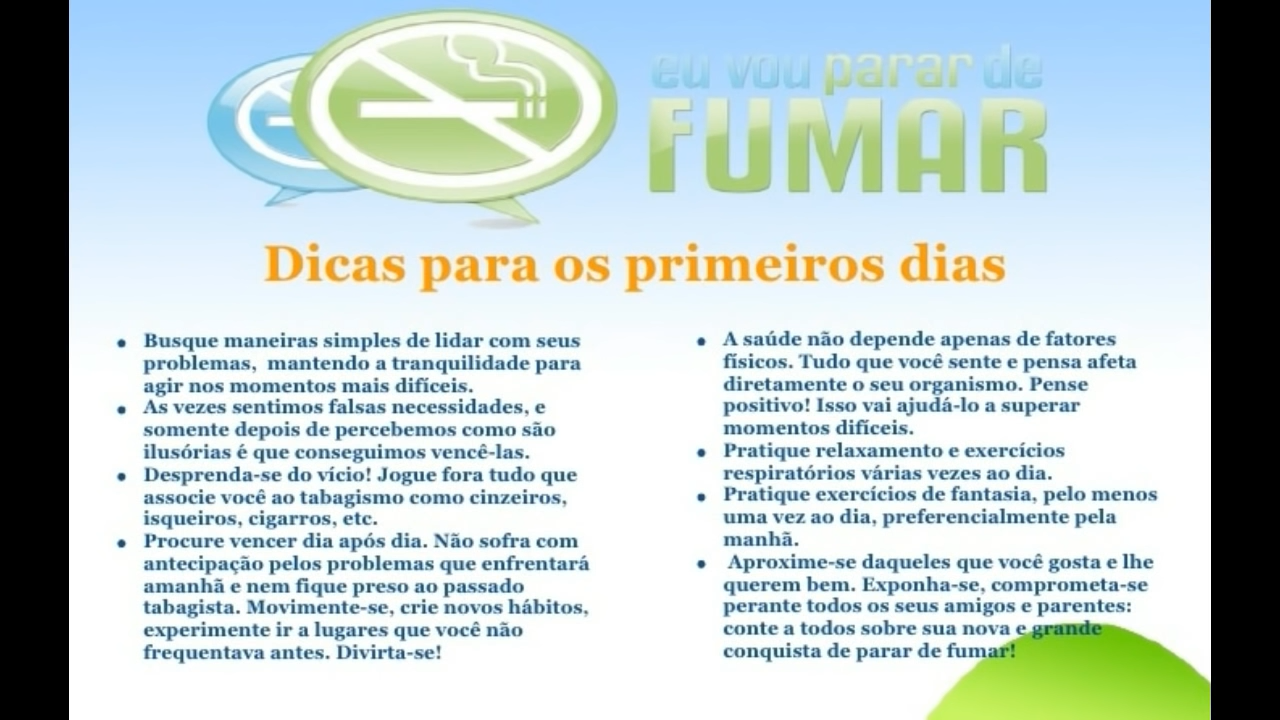 eu vou parar de
FUMAR
Dicas para os primeiros dias
• Busque maneiras simples de lidar com seus
problemas, mantendo a tranquilidade para
agir nos momentos mais difíceis.
• As vezes sentimos falsas necessidades, e
somente depois de percebemos como são
ilusórias é que conseguimos vencê-las.
• Desprenda-se do vício! Jogue fora tudo que
associe você ao tabagismo como cinzeiros,
isqueiros, cigarros, etc.
• Procure vencer dia após dia. Não sofra com
antecipação pelos problemas que enfrentará
amanhã e nem fique preso ao passado
tabagista. Movimente-se, crie novos hábitos,
experimente ir a lugares que você não
frequentava antes. Divirta-se!
• A saúde não depende apenas de fatores
físicos. Tudo que você sente e pensa afeta
diretamente o seu organismo. Pense
positivo! Isso vai ajudá-lo a superar
momentos difíceis.
• Pratique relaxamento e exercícios
respiratórios várias vezes ao dia.
• Pratique exercícios de fantasia, pelo menos
uma vez ao dia, preferencialmente pela
manhã.
• Aproxime-se daqueles que você gosta e lhe
querem bem. Exponha-se, comprometa-se
perante todos os seus amigos e parentes:
conte a todos sobre sua nova e grande
conquista de parar de fumar!